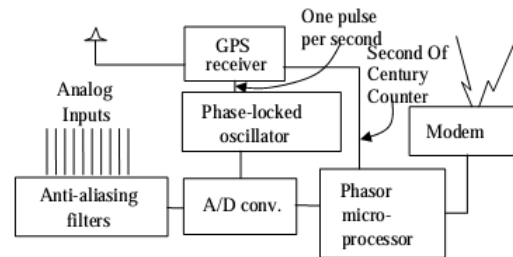 One pulse
per second
GPS
receiver
Second Of
Century
Counter
Analog
Inputs
Phase-locked
oscillator
Modem
Anti-aliasing
filters
A/D conv.
Phasor
micro-
processor